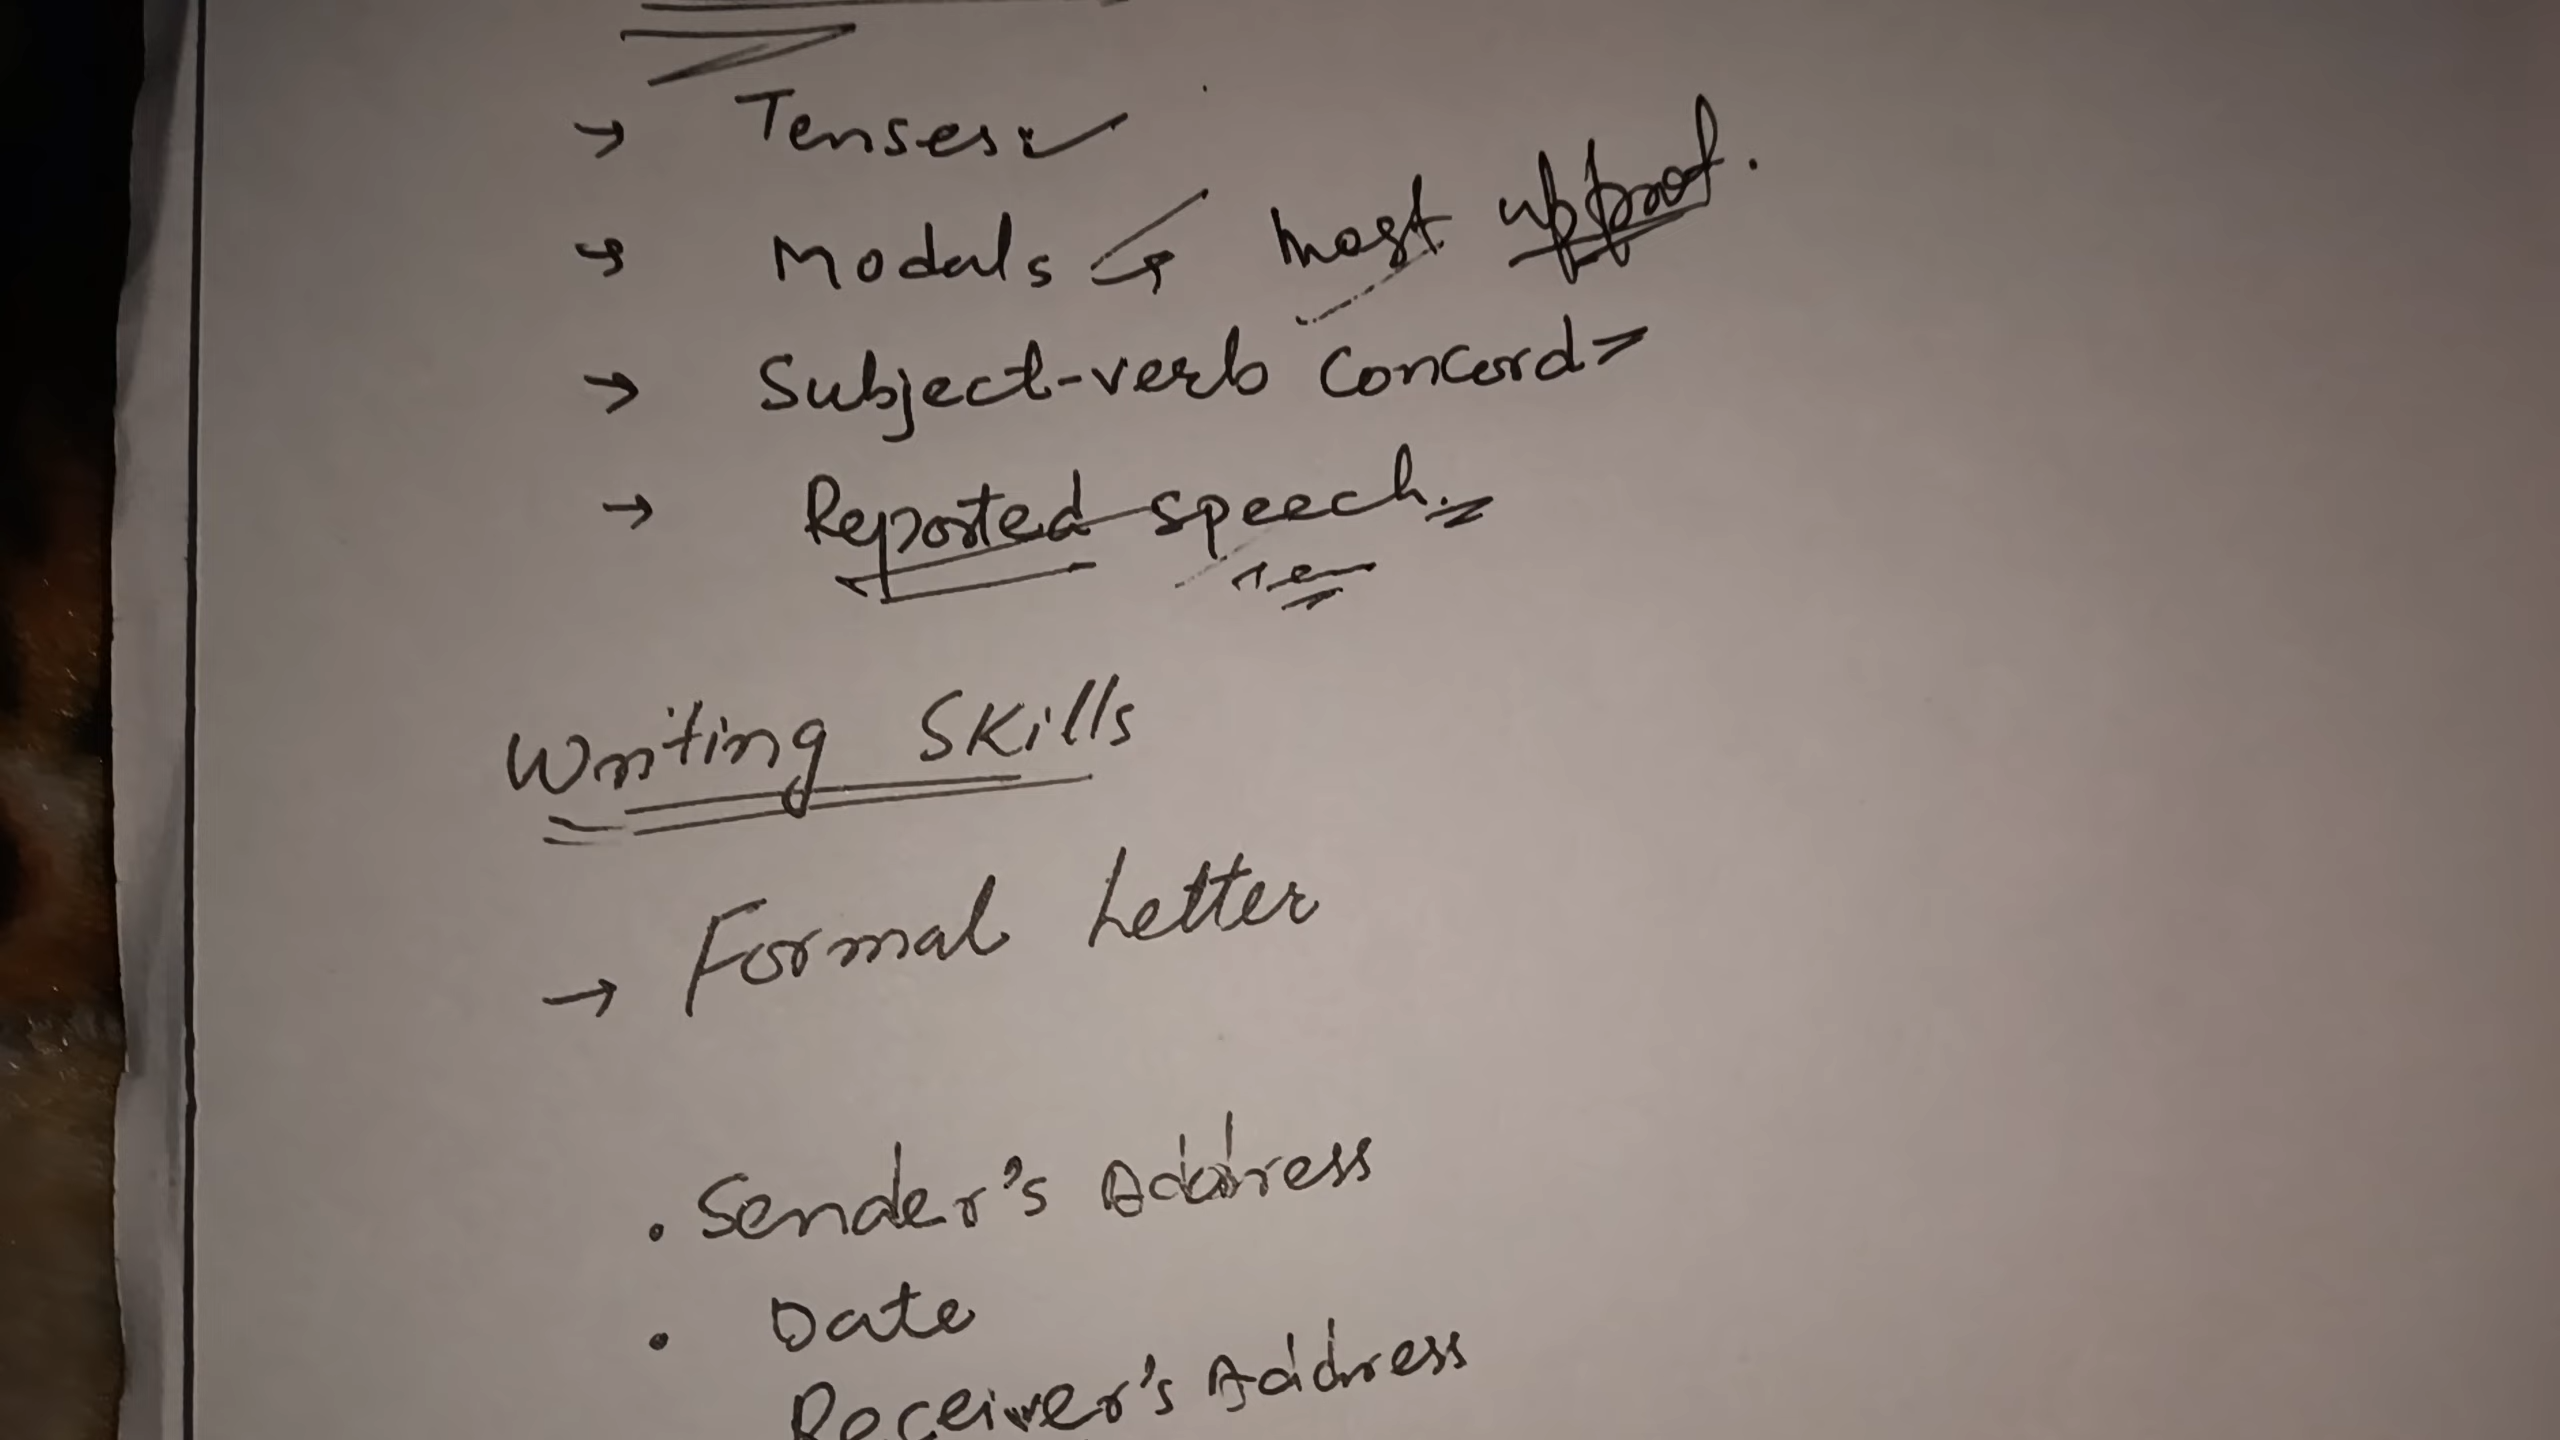 → Tenses
→ Modals → most
→ Subject-verb Concord
→ Reported speech.
Writing Skills
→ Formal Letter
. Sender's Address
. Date
Receiver's Address